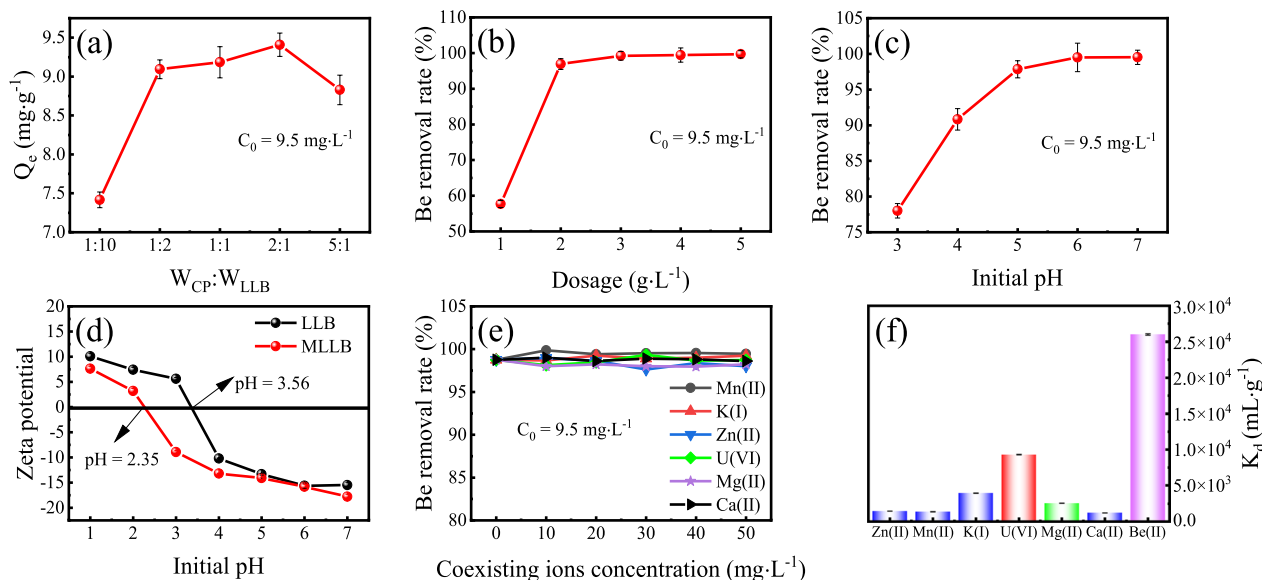 (a)
Q_e (mg·g⁻¹)
9.5
9.0
8.5
8.0
7.5
7.0
C₀ = 9.5 mg·L⁻¹
1:10 1:2 1:1 2:1 5:1
W_CP:W_LLB
(b)
Be removal rate (%)
120
110
100
90
80
70
60
50
C₀ = 9.5 mg·L⁻¹
1 2 3 4 5
Dosage (g·L⁻¹)
(c)
Be removal rate (%)
105
100
95
90
85
80
75
C₀ = 9.5 mg·L⁻¹
3 4 5 6 7
Initial pH
(d)
Zeta potential
20
15
10
5
0
-5
-10
-15
-20
LLB
MLLB
pH = 3.56
pH = 2.35
1 2 3 4 5 6 7
Initial pH
(e)
Be removal rate (%)
105
100
95
90
85
80
C₀ = 9.5 mg·L⁻¹
Mn(II)
K(I)
Zn(II)
U(VI)
Mg(II)
Ca(II)
0 10 20 30 40 50
Coexisting ions concentration (mg·L⁻¹)
(f)
3.0×10⁴
2.5×10⁴
2.0×10⁴
1.5×10⁴
1.0×10⁴
5.0×10³
0.0
K_d (mL·g⁻¹)
Zn(II) Mn(II) K(I) U(VI) Mg(II) Ca(II) Be(II)